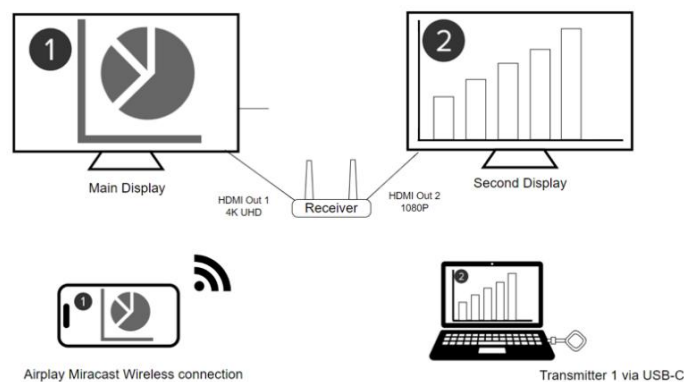 1
2
Main Display
Second Display
HDMI Out 1
4K UHD
Receiver
HDMI Out 2
1080P
1
2
Airplay Miracast Wireless connection
Transmitter 1 via USB-C